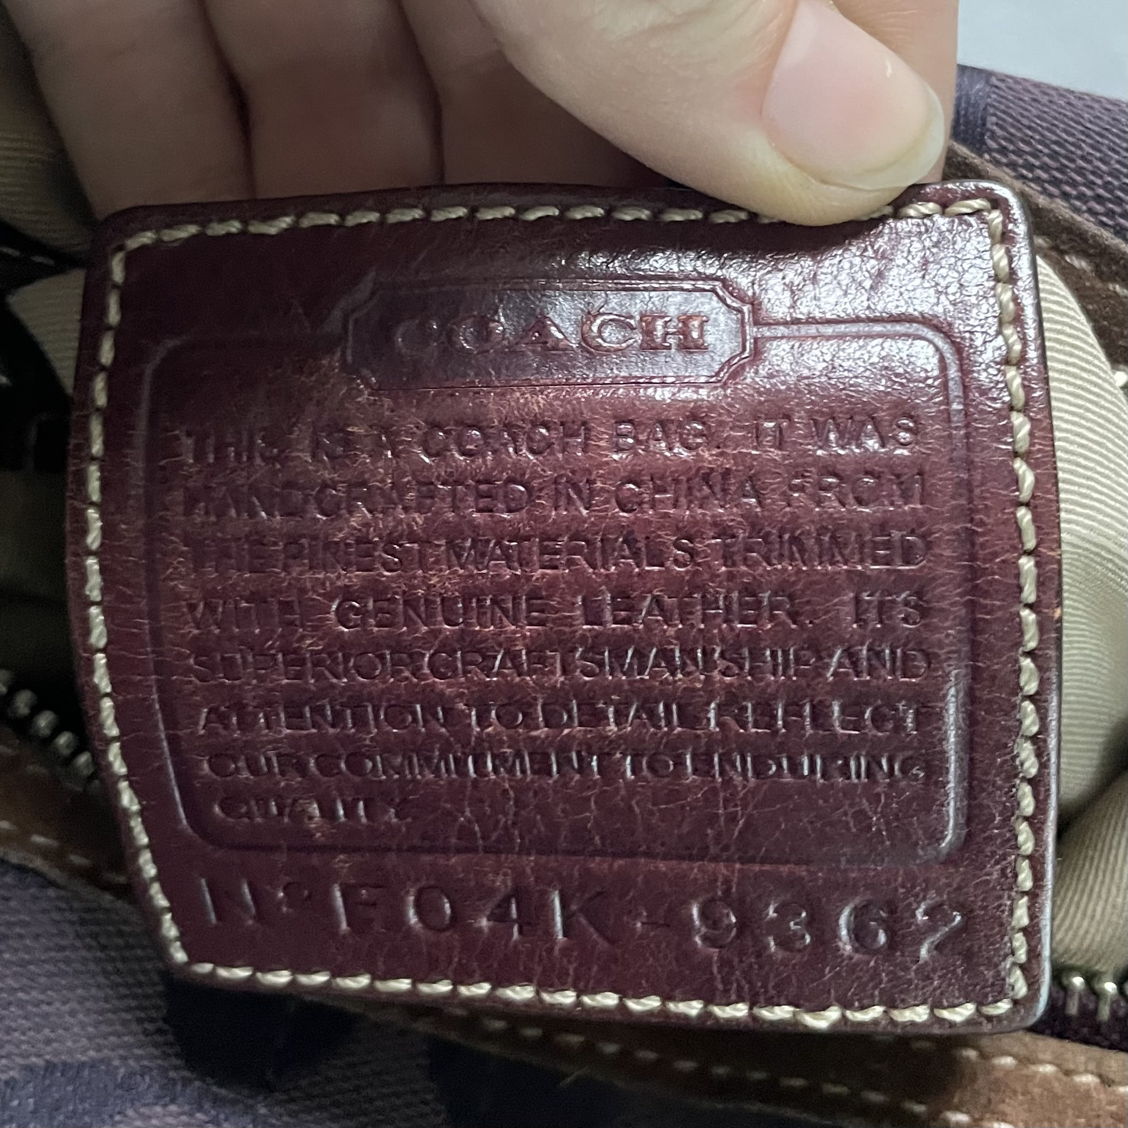 COACH
THIS IS A COACH BAG. IT WAS
HANDCRAFTED IN CHINA FROM
THE FINEST MATERIALS TRIMMED
WITH GENUINE LEATHER. ITS
SUPERIOR CRAFTSMANSHIP AND
ATTENTION TO DETAIL REFLECT
OUR COMMITMENT TO ENDURING
QUALITY.
Nº F04K-9362